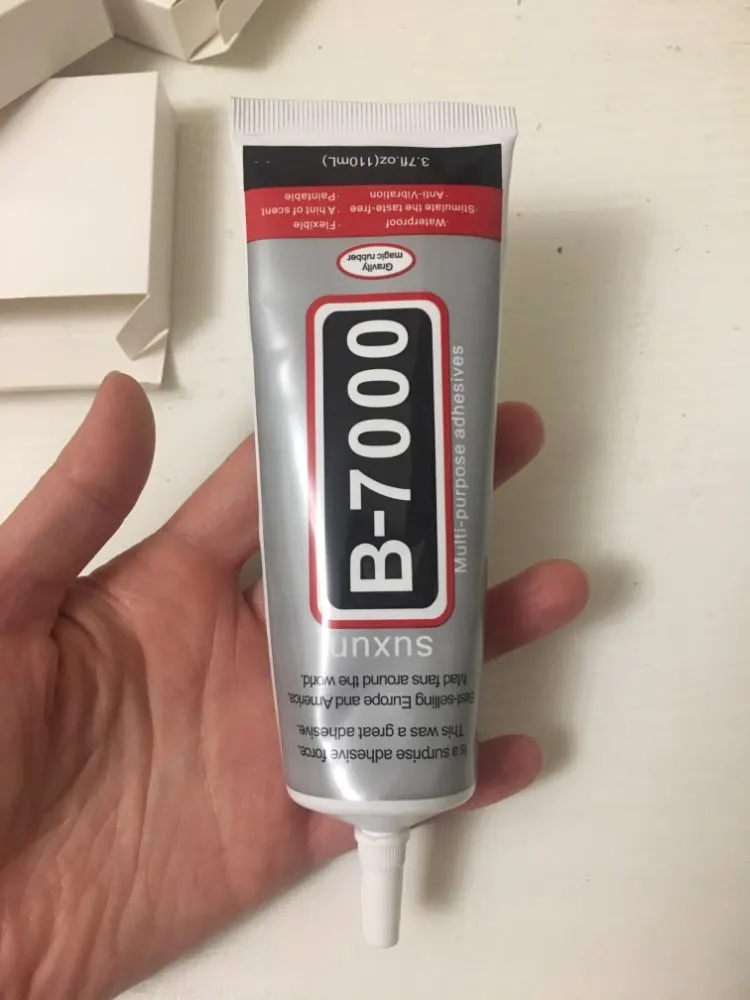 Is a surprise adhesive force.
This was a great adhesive.
Best-selling Europe and America.
Mad fans around the world.
suxun
B-7000
Multi-purpose adhesives
Gravity
magic rubber
·Waterproof ·Flexible
·Stimulate the taste-free ·A hint of scent
·Anti-Vibration ·Paintable
3.7fl.oz(110mL)